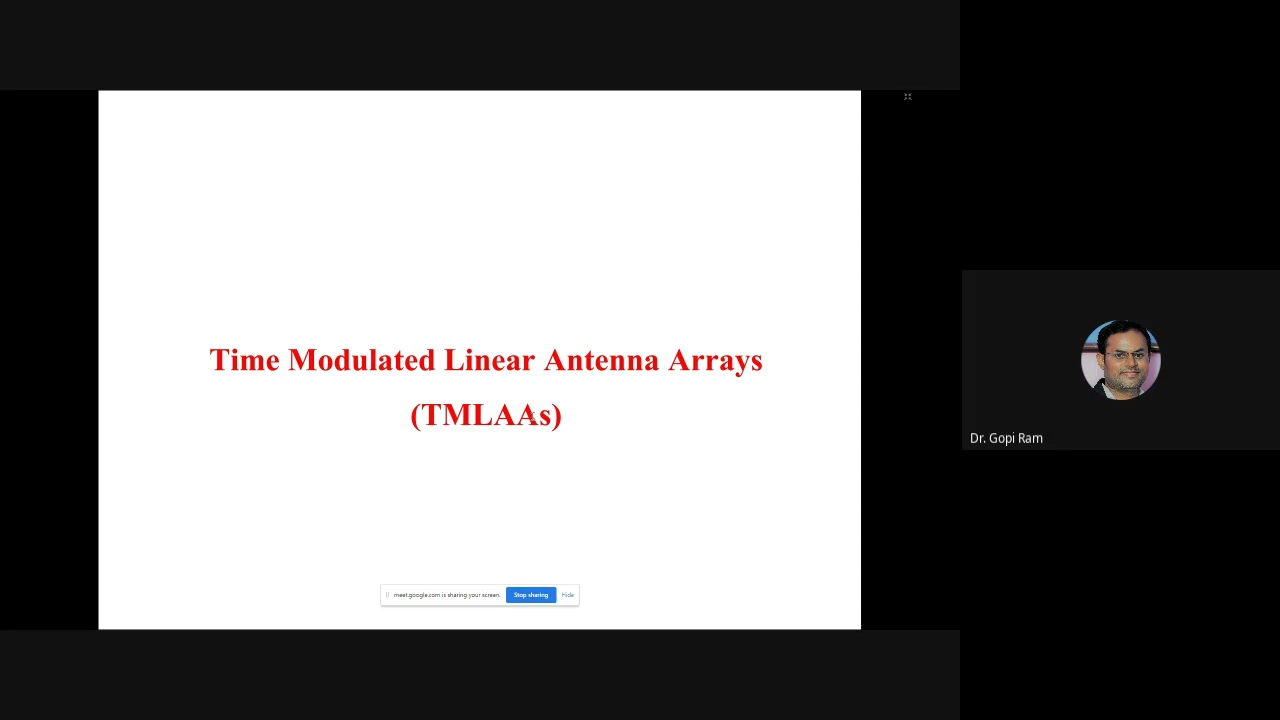 Time Modulated Linear Antenna Arrays
(TMLAAs)
meet.google.com is sharing your screen.
Stop sharing
Hide
Dr. Gopi Ram